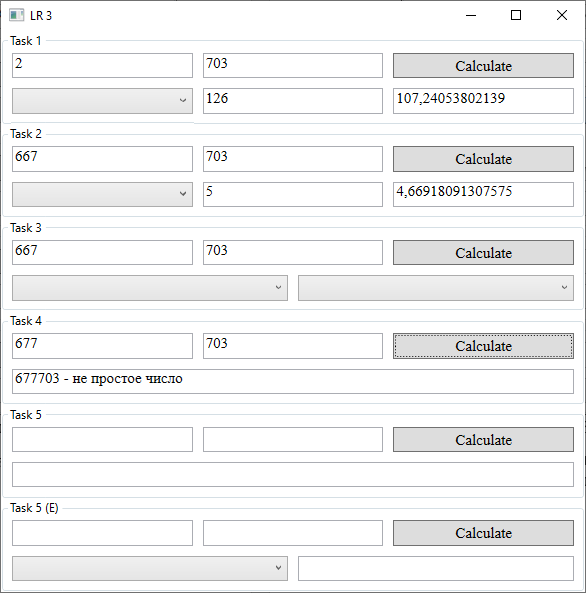 LR 3
Task 1
2 703 Calculate
126 107,24053802139
Task 2
667 703 Calculate
5 4,66918091307575
Task 3
667 703 Calculate
Task 4
677 703 Calculate
677703 - не простое число
Task 5
Calculate
Task 5 (E)
Calculate